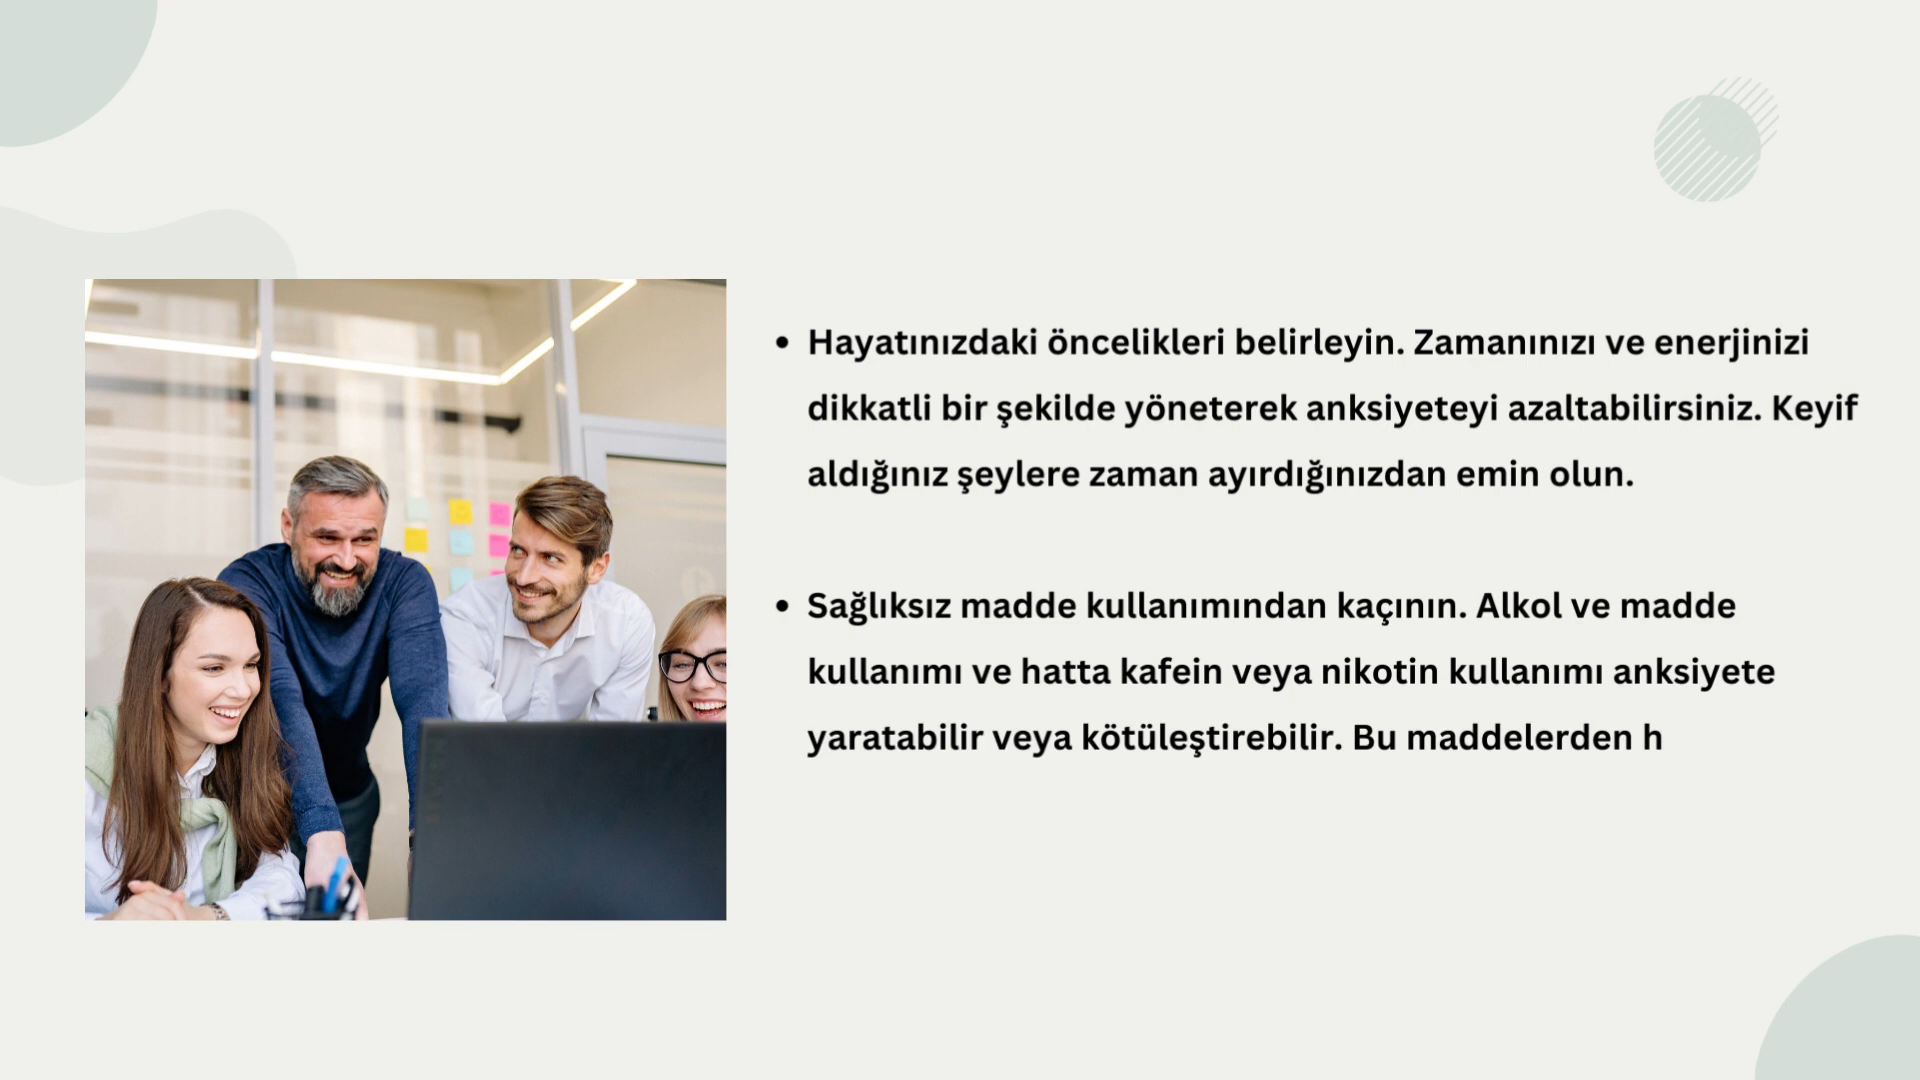 • Hayatınızdaki öncelikleri belirleyin. Zamanınızı ve enerjinizi
dikkatli bir şekilde yöneterek anksiyeteyi azaltabilirsiniz. Keyif
aldığınız şeylere zaman ayırdığınızdan emin olun.
• Sağlıksız madde kullanımından kaçının. Alkol ve madde
kullanımı ve hatta kafein veya nikotin kullanımı anksiyete
yaratabilir veya kötüleştirebilir. Bu maddelerden h